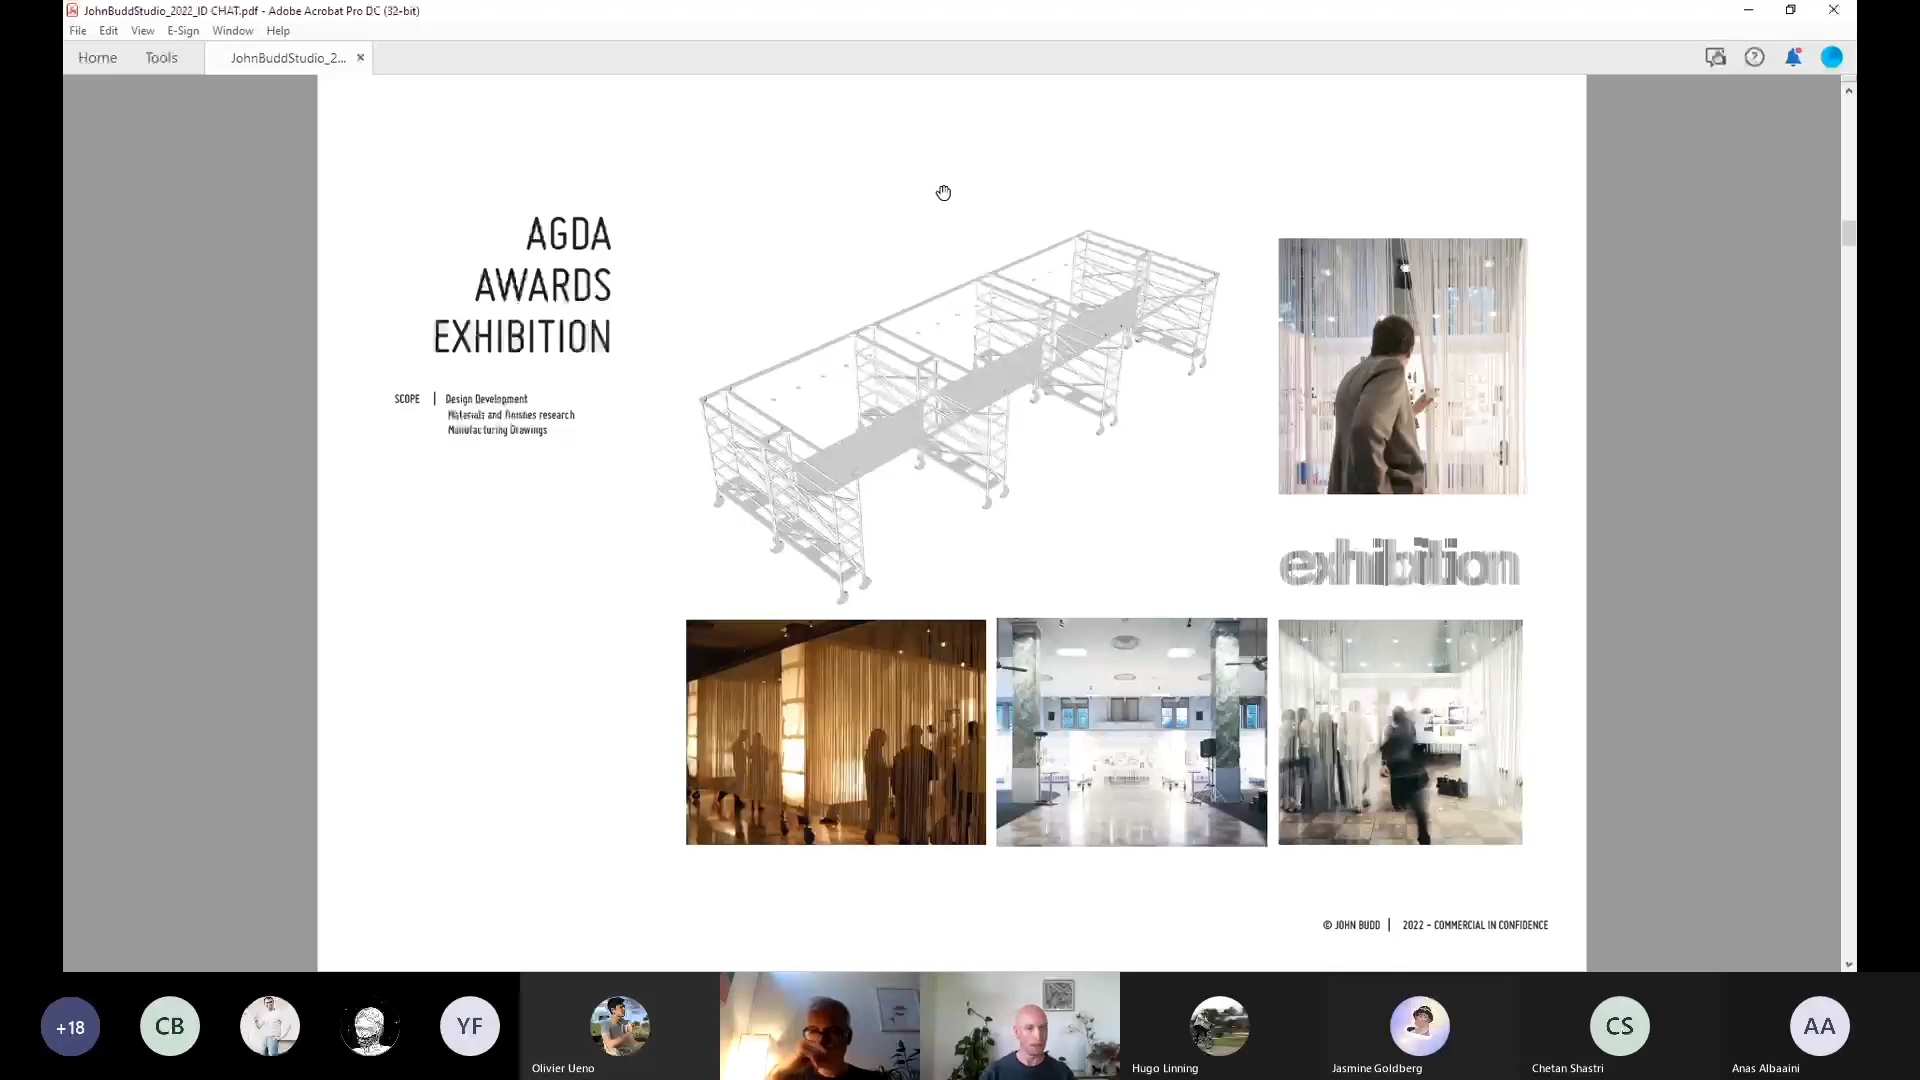 JohnBuddStudio_2022_ID CHAT.pdf - Adobe Acrobat Pro DC (32-bit)
File Edit View E-Sign Window Help
Home Tools JohnBuddStudio_2...
AGDA
AWARDS
EXHIBITION
SCOPE | Design Development
Materials and finishes research
Manufacturing Drawings
exhibition
© JOHN BUDD | 2022 - COMMERCIAL IN CONFIDENCE
+18
CB
YF
CS
AA
Olivier Ueno
Hugo Linning
Jasmine Goldberg
Chetan Shastri
Anas Albaaini